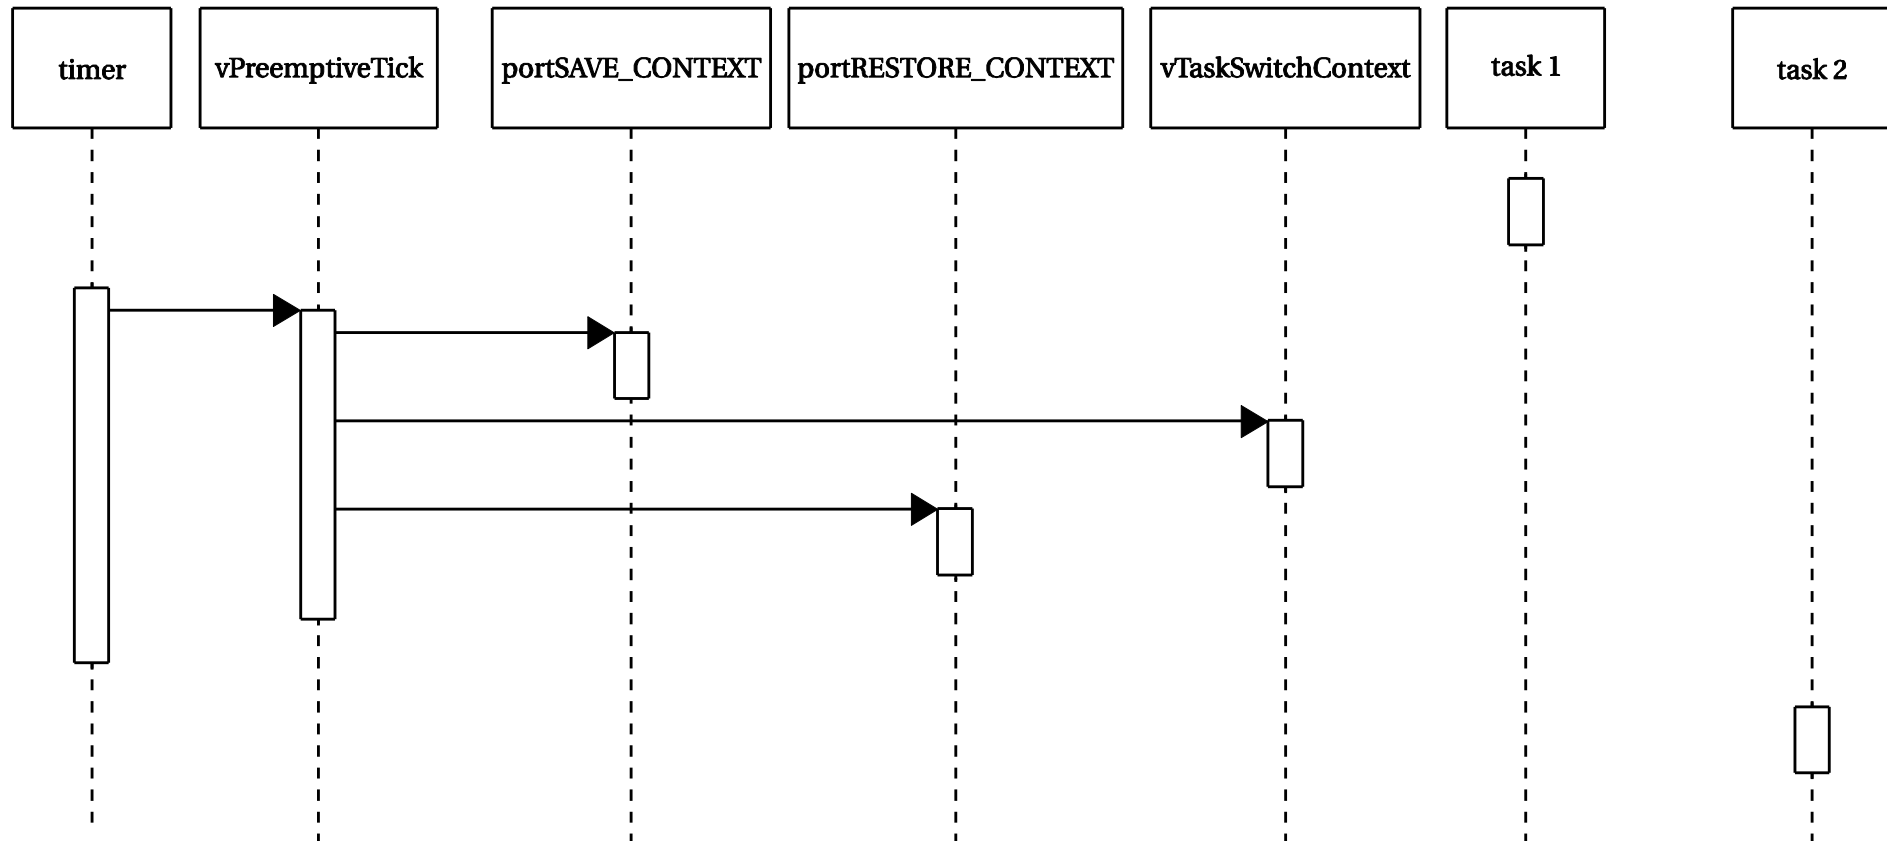 timer
vPreemptiveTick
portSAVE_CONTEXT
portRESTORE_CONTEXT
vTaskSwitchContext
task 1
task 2